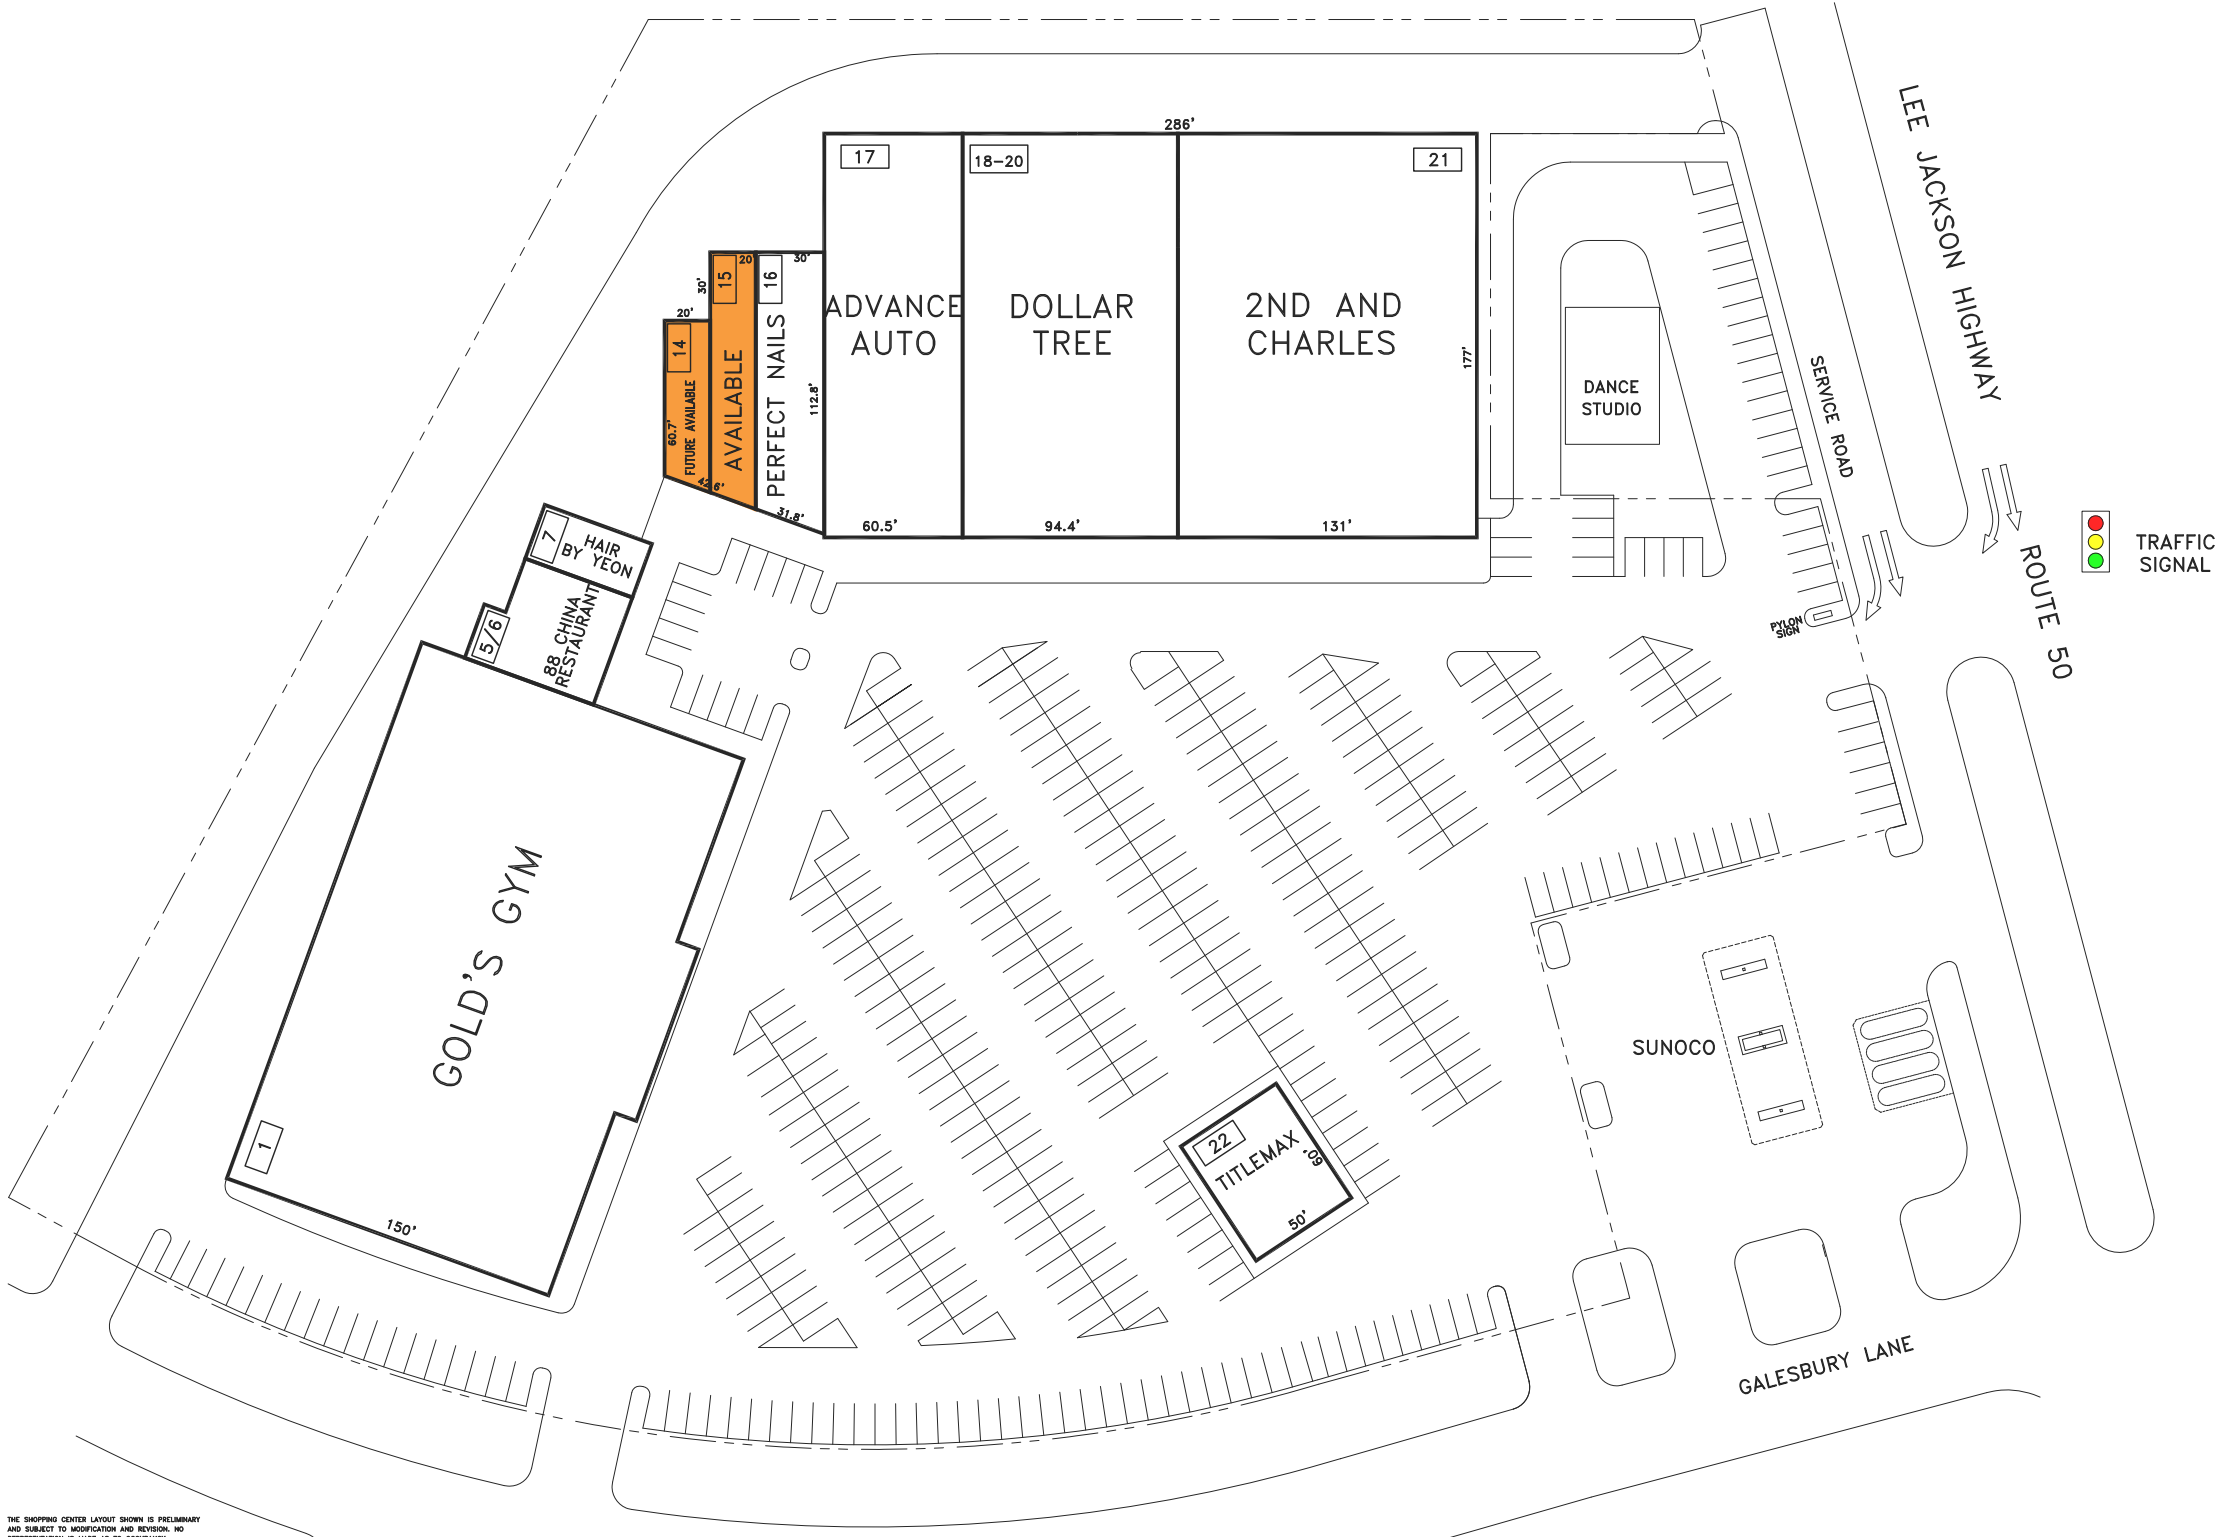 286'
17
18-20
21
ADVANCE
AUTO
DOLLAR
TREE
2ND AND
CHARLES
177'
60.5'
94.4'
131'
30'
16
PERFECT NAILS
112.8'
31.8'
20'
15
AVAILABLE
30'
20'
14
FUTURE AVAILABLE
60.7'
42.6'
7
HAIR
BY YEON
5/6
88 CHINA
RESTAURANT
GOLD'S GYM
1
150'
DANCE
STUDIO
SERVICE ROAD
LEE JACKSON HIGHWAY
ROUTE 50
TRAFFIC
SIGNAL
PYLON
SIGN
SUNOCO
22
TITLEMAX
60'
50'
GALESBURY LANE
THE SHOPPING CENTER LAYOUT SHOWN IS PRELIMINARY
AND SUBJECT TO MODIFICATION AND REVISION. NO